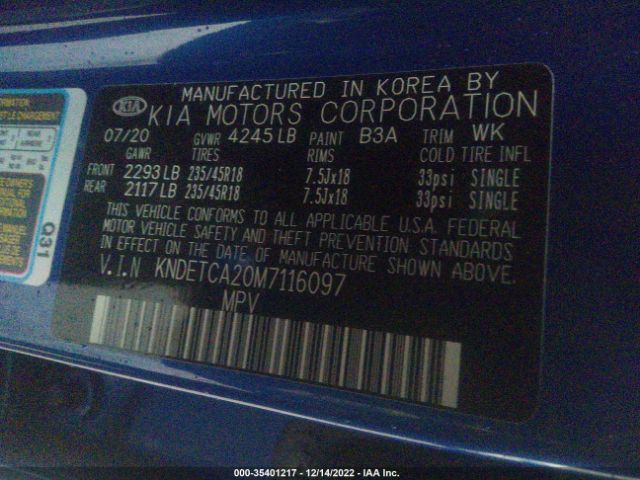 MANUFACTURED IN KOREA BY
KIA KIA MOTORS CORPORATION
07/20 GVWR 4245 LB PAINT B3A TRIM WK
GAWR TIRES RIMS COLD TIRE INFL
FRONT 2293 LB 235/45R18 7.5Jx18 33psi SINGLE
REAR 2117 LB 235/45R18 7.5Jx18 33psi SINGLE
THIS VEHICLE CONFORMS TO ALL APPLICABLE U.S.A. FEDERAL
MOTOR VEHICLE SAFETY AND THEFT PREVENTION STANDARDS
IN EFFECT ON THE DATE OF MANUFACTURE SHOWN ABOVE.
V.I.N KNDETCA20M7116097
MPV
Q31
000-35401217 - 12/14/2022 - IAA Inc.